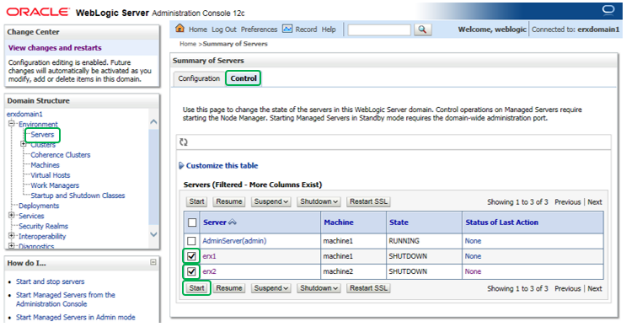 ORACLE WebLogic Server Administration Console 12c
Change Center
View changes and restarts
Configuration editing is enabled. Future
changes will automatically be activated as you
modify, add or delete items in this domain.
Domain Structure
erxdomain1
Environment
Servers
Clusters
Coherence Clusters
Machines
Virtual Hosts
Work Managers
Startup and Shutdown Classes
Deployments
Services
Security Realms
Interoperability
Diagnostics
How do I...
Start and stop servers
Start Managed Servers from the
Administration Console
Start Managed Servers in Admin mode
Home Log Out Preferences Record Help
Welcome, weblogic Connected to: erxdomain1
Home >Summary of Servers
Summary of Servers
Configuration Control
Use this page to change the state of the servers in this WebLogic Server domain. Control operations on Managed Servers require
starting the Node Manager. Starting Managed Servers in Standby mode requires the domain-wide administration port.
Customize this table
Servers (Filtered - More Columns Exist)
Start Resume Suspend Shutdown Restart SSL Showing 1 to 3 of 3 Previous | Next
Server Machine State Status of Last Action
AdminServer(admin) machine1 RUNNING None
erx1 machine1 SHUTDOWN None
erx2 machine2 SHUTDOWN None
Start Resume Suspend Shutdown Restart SSL Showing 1 to 3 of 3 Previous | Next